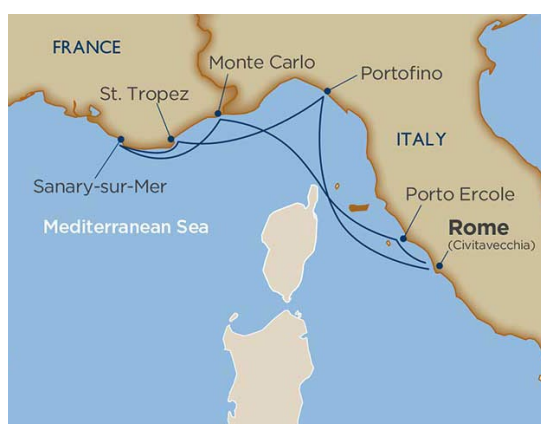 FRANCE
Monte Carlo
Portofino
St. Tropez
ITALY
Sanary-sur-Mer
Porto Ercole
Mediterranean Sea
Rome
(Civitavecchia)